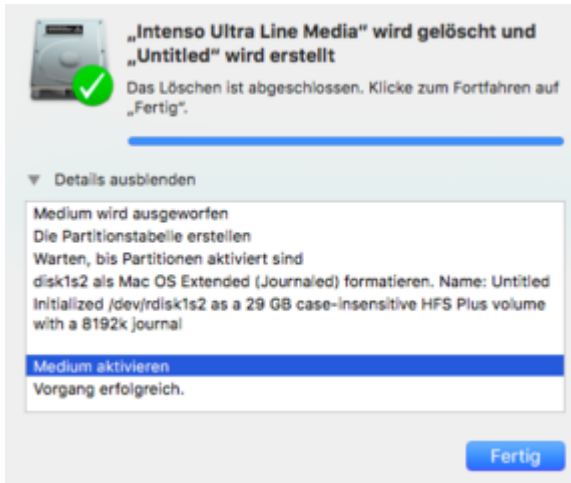 „Intenso Ultra Line Media“ wird gelöscht und
„Untitled“ wird erstellt
Das Löschen ist abgeschlossen. Klicke zum Fortfahren auf
„Fertig“.
Details ausblenden
Medium wird ausgeworfen
Die Partitionstabelle erstellen
Warten, bis Partitionen aktiviert sind
disk1s2 als Mac OS Extended (Journaled) formatieren. Name: Untitled
Initialized /dev/rdisk1s2 as a 29 GB case-insensitive HFS Plus volume
with a 8192k journal
Medium aktivieren
Vorgang erfolgreich.
Fertig